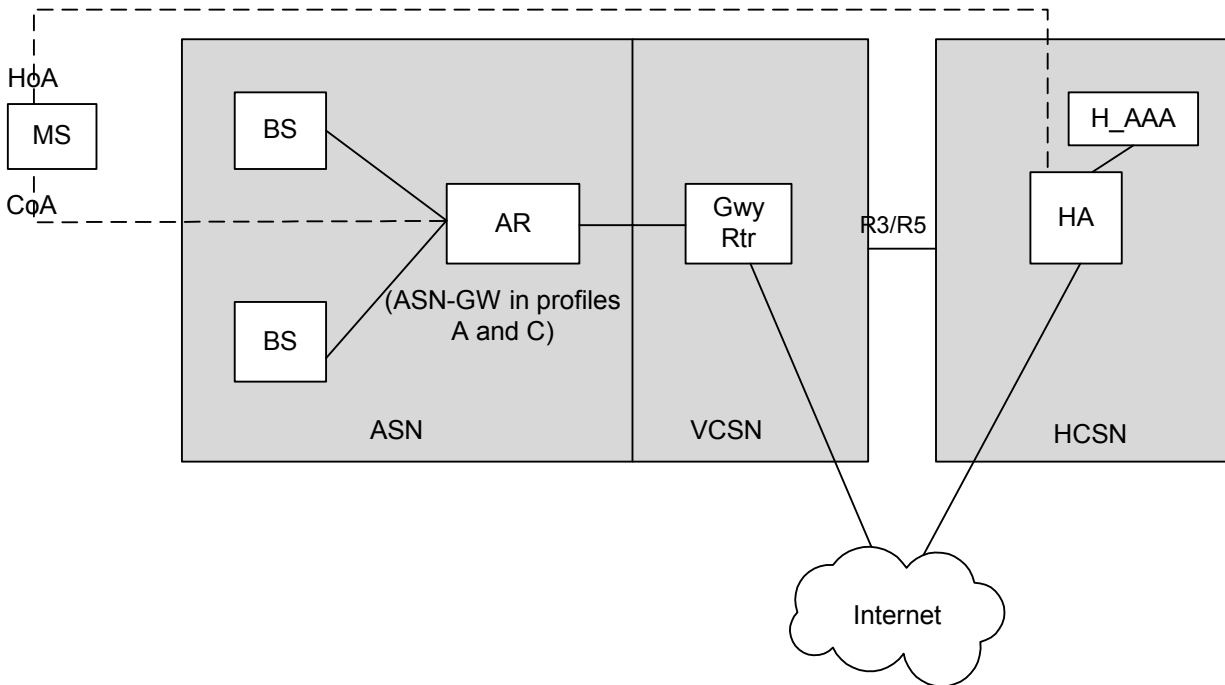 HoA
MS
CoA
BS
BS
AR
(ASN-GW in profiles
A and C)
ASN
Gwy
Rtr
VCSN
R3/R5
H_AAA
HA
HCSN
Internet